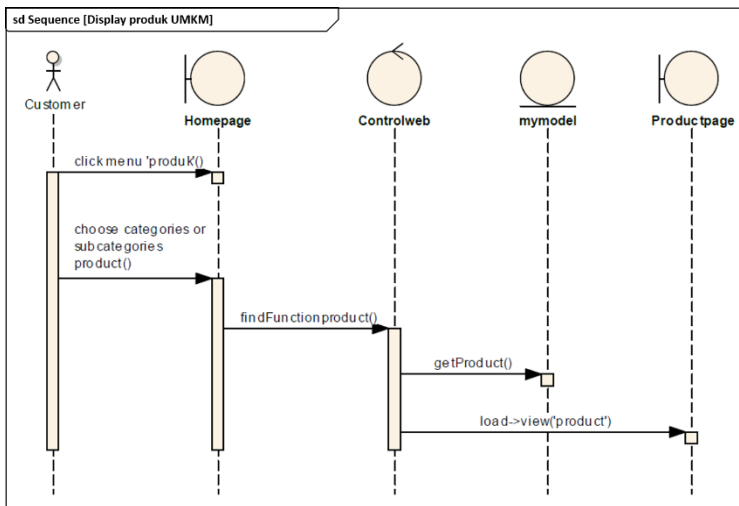 sd Sequence [Display produk UMKM]
Customer
Homepage
Controlweb
mymodel
Productpage
click menu 'produk'()
choose categories or
subcategories
product()
findFunctionproduct()
getProduct()
load->view('product')